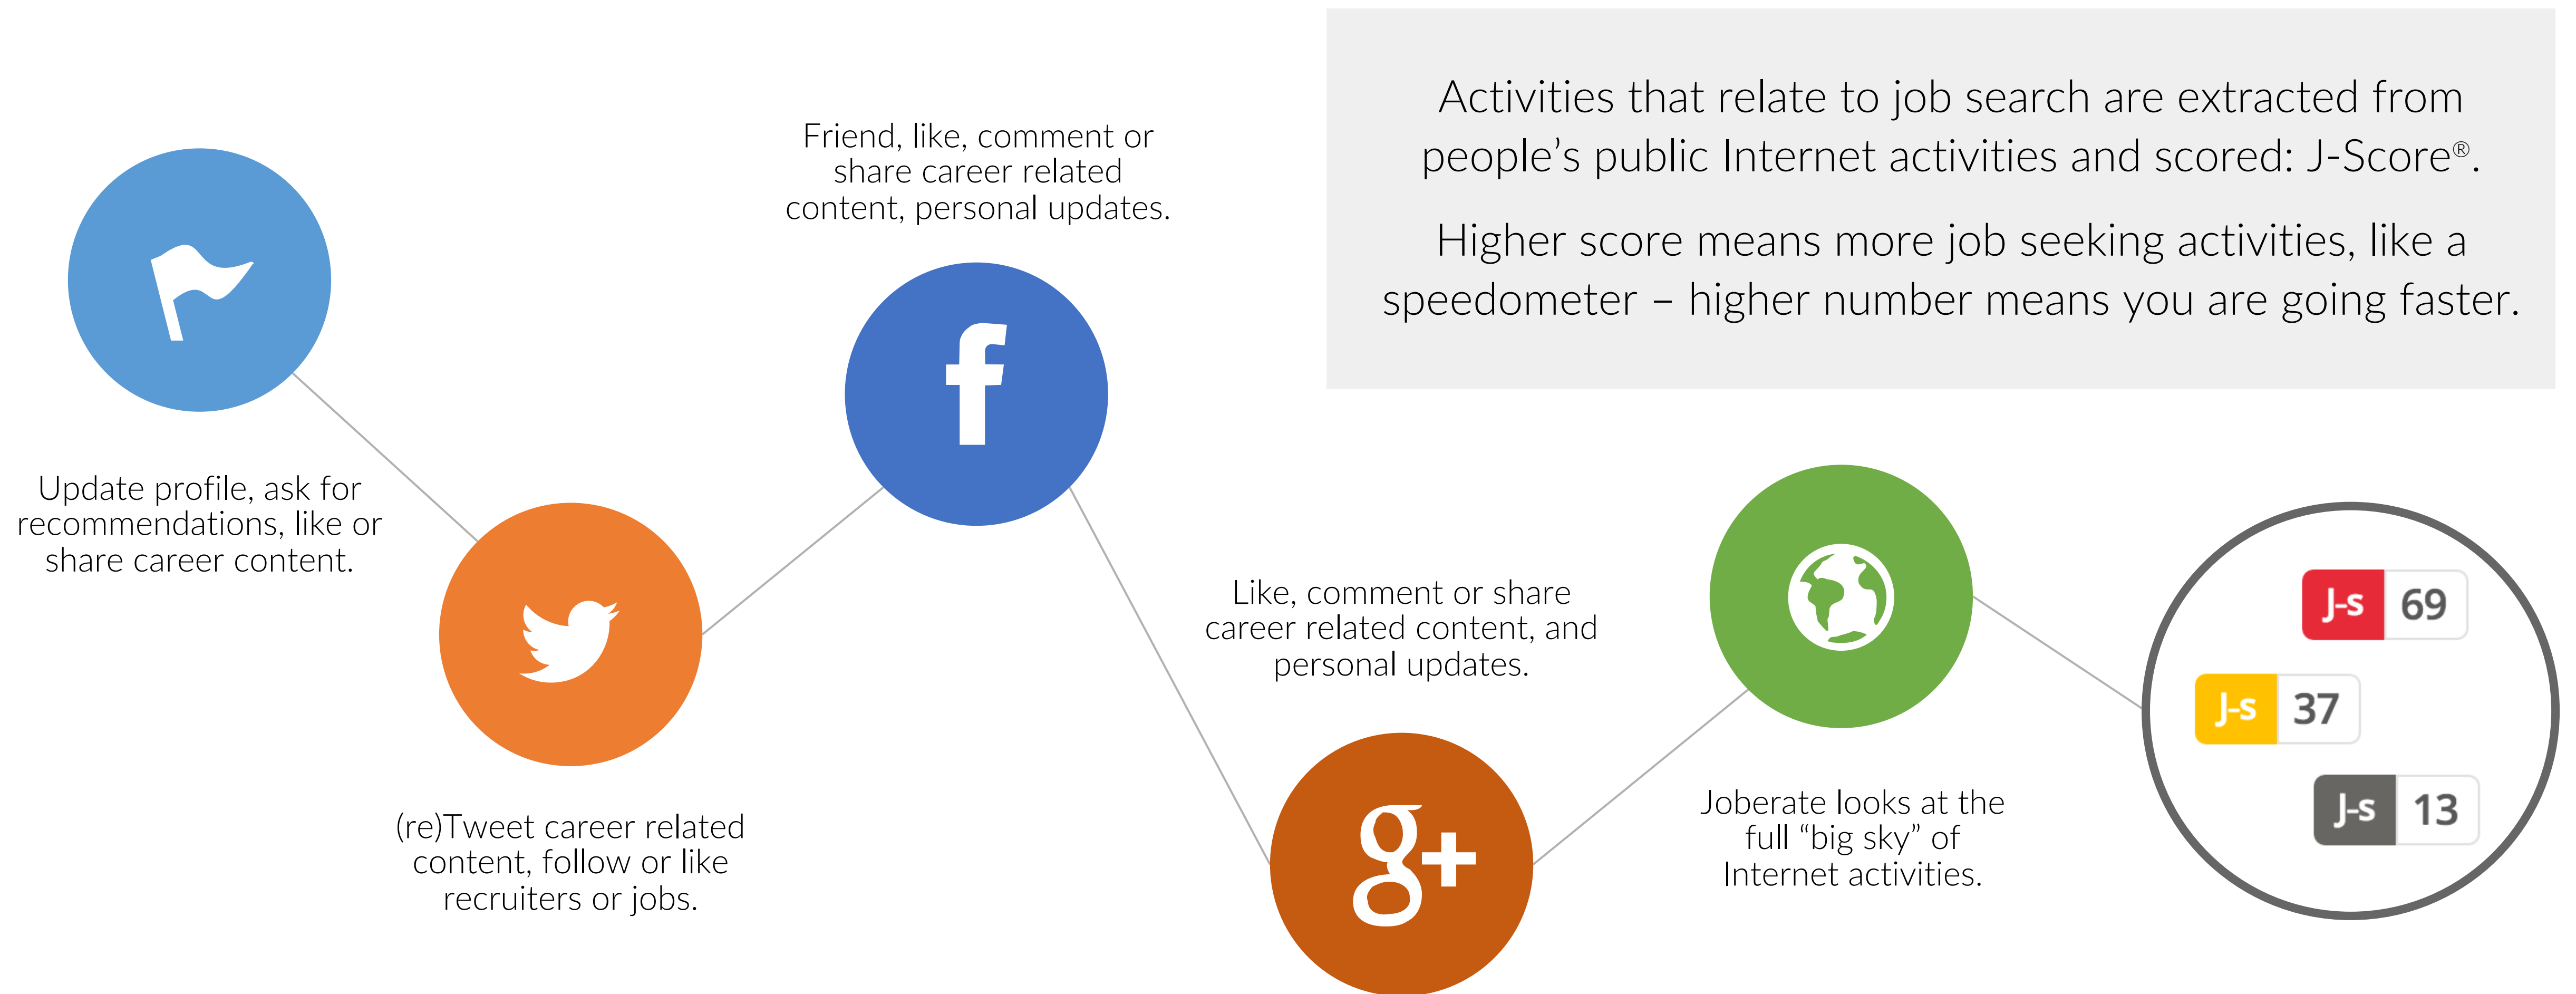 Activities that relate to job search are extracted from
people’s public Internet activities and scored: J-Score®.
Higher score means more job seeking activities, like a
speedometer – higher number means you are going faster.
Update profile, ask for
recommendations, like or
share career content.
(re)Tweet career related
content, follow or like
recruiters or jobs.
Friend, like, comment or
share career related
content, personal updates.
f
Like, comment or share
career related content, and
personal updates.
g+
Joberate looks at the
full “big sky” of
Internet activities.
J-s 69
J-s 37
J-s 13